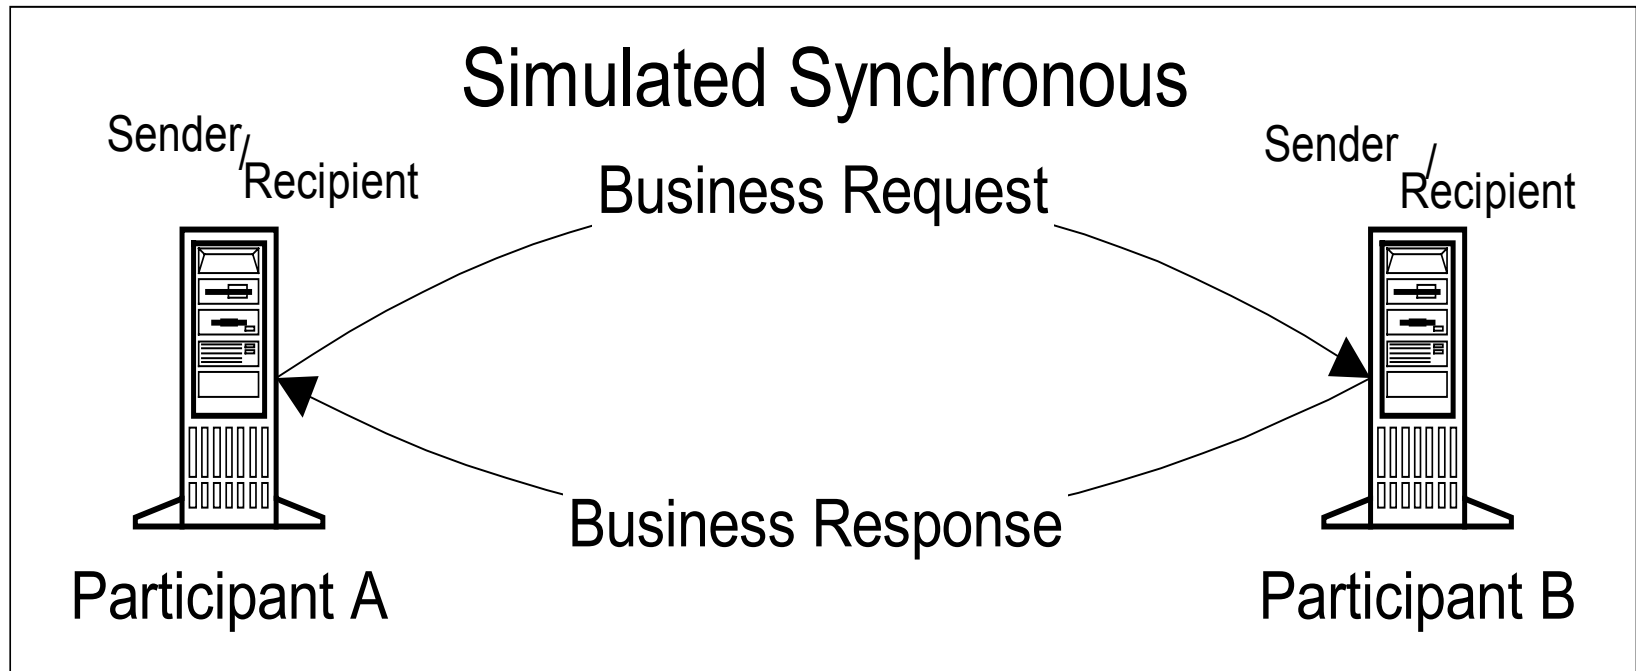 Simulated Synchronous
Sender/
Recipient
Sender /
Recipient
Business Request
Business Response
Participant A
Participant B